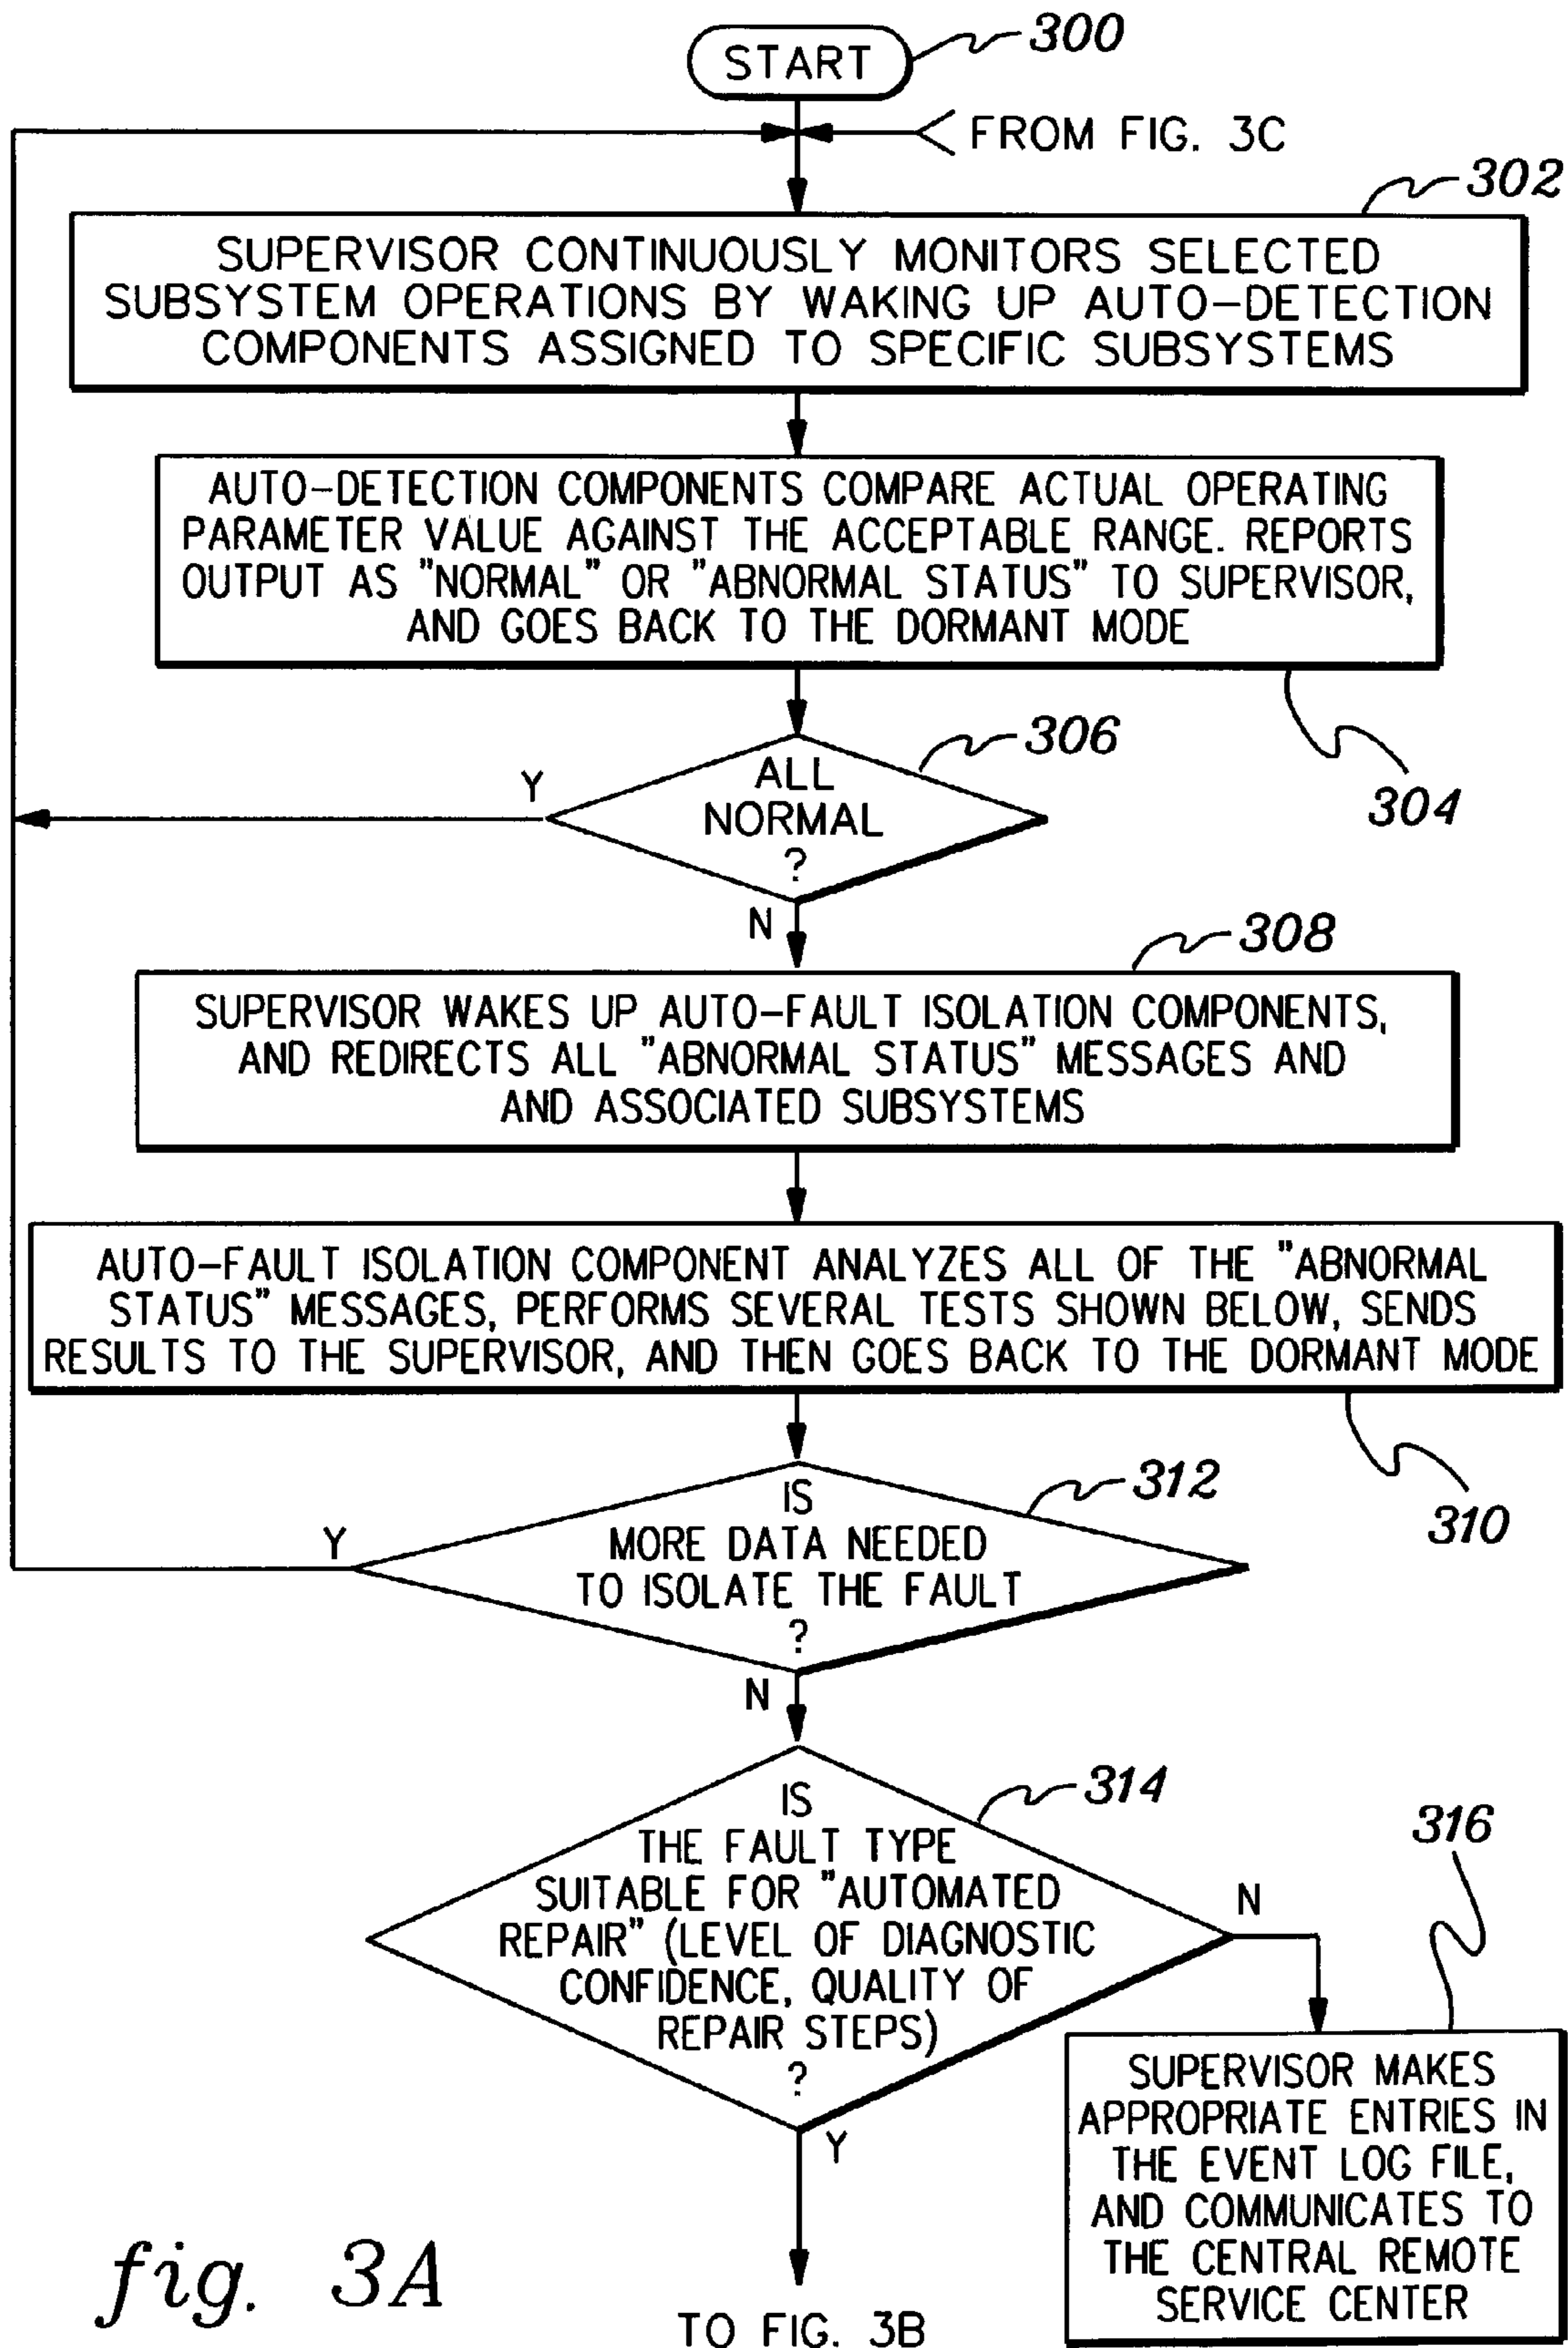 START
300
FROM FIG. 3C
302
SUPERVISOR CONTINUOUSLY MONITORS SELECTED
SUBSYSTEM OPERATIONS BY WAKING UP AUTO-DETECTION
COMPONENTS ASSIGNED TO SPECIFIC SUBSYSTEMS
AUTO-DETECTION COMPONENTS COMPARE ACTUAL OPERATING
PARAMETER VALUE AGAINST THE ACCEPTABLE RANGE. REPORTS
OUTPUT AS "NORMAL" OR "ABNORMAL STATUS" TO SUPERVISOR,
AND GOES BACK TO THE DORMANT MODE
304
306
ALL
NORMAL
?
Y
N
308
SUPERVISOR WAKES UP AUTO-FAULT ISOLATION COMPONENTS,
AND REDIRECTS ALL "ABNORMAL STATUS" MESSAGES AND
AND ASSOCIATED SUBSYSTEMS
AUTO-FAULT ISOLATION COMPONENT ANALYZES ALL OF THE "ABNORMAL
STATUS" MESSAGES, PERFORMS SEVERAL TESTS SHOWN BELOW, SENDS
RESULTS TO THE SUPERVISOR, AND THEN GOES BACK TO THE DORMANT MODE
310
312
IS
MORE DATA NEEDED
TO ISOLATE THE FAULT
?
Y
N
314
IS
THE FAULT TYPE
SUITABLE FOR "AUTOMATED
REPAIR" (LEVEL OF DIAGNOSTIC
CONFIDENCE, QUALITY OF
REPAIR STEPS)
?
N
Y
316
SUPERVISOR MAKES
APPROPRIATE ENTRIES IN
THE EVENT LOG FILE,
AND COMMUNICATES TO
THE CENTRAL REMOTE
SERVICE CENTER
TO FIG. 3B
fig. 3A